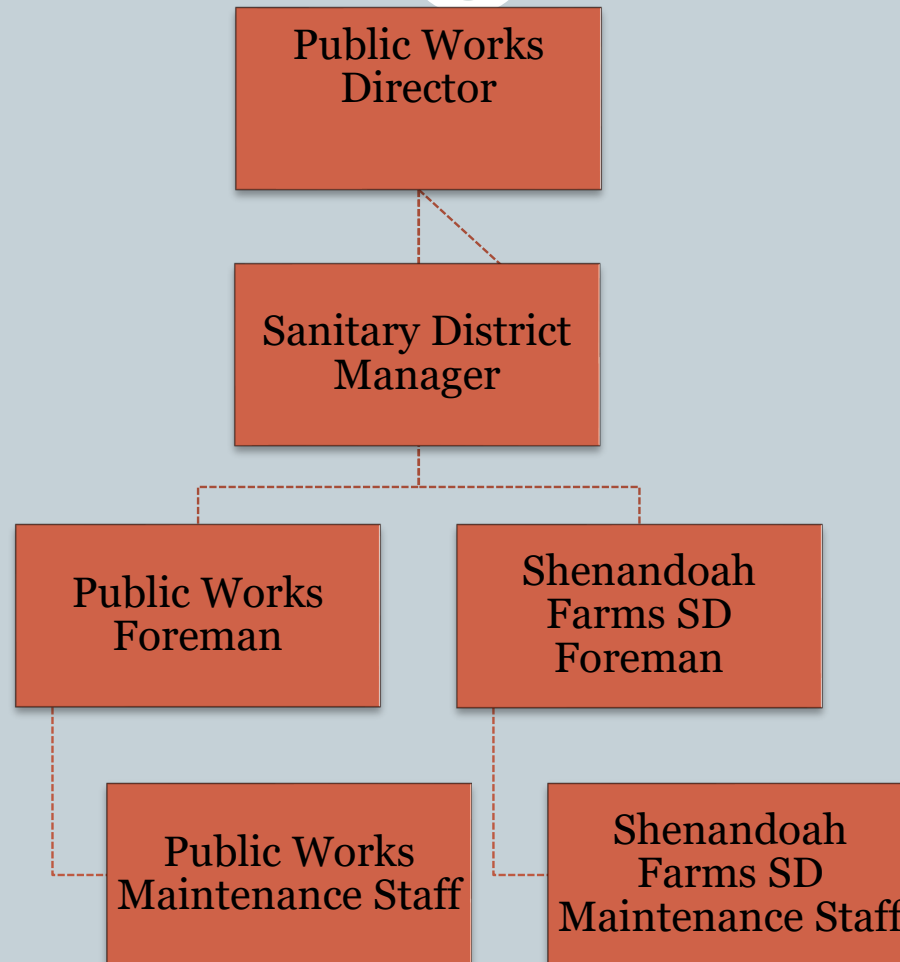 Public Works
Director
Sanitary District
Manager
Public Works
Foreman
Shenandoah
Farms SD
Foreman
Public Works
Maintenance Staff
Shenandoah
Farms SD
Maintenance Staff